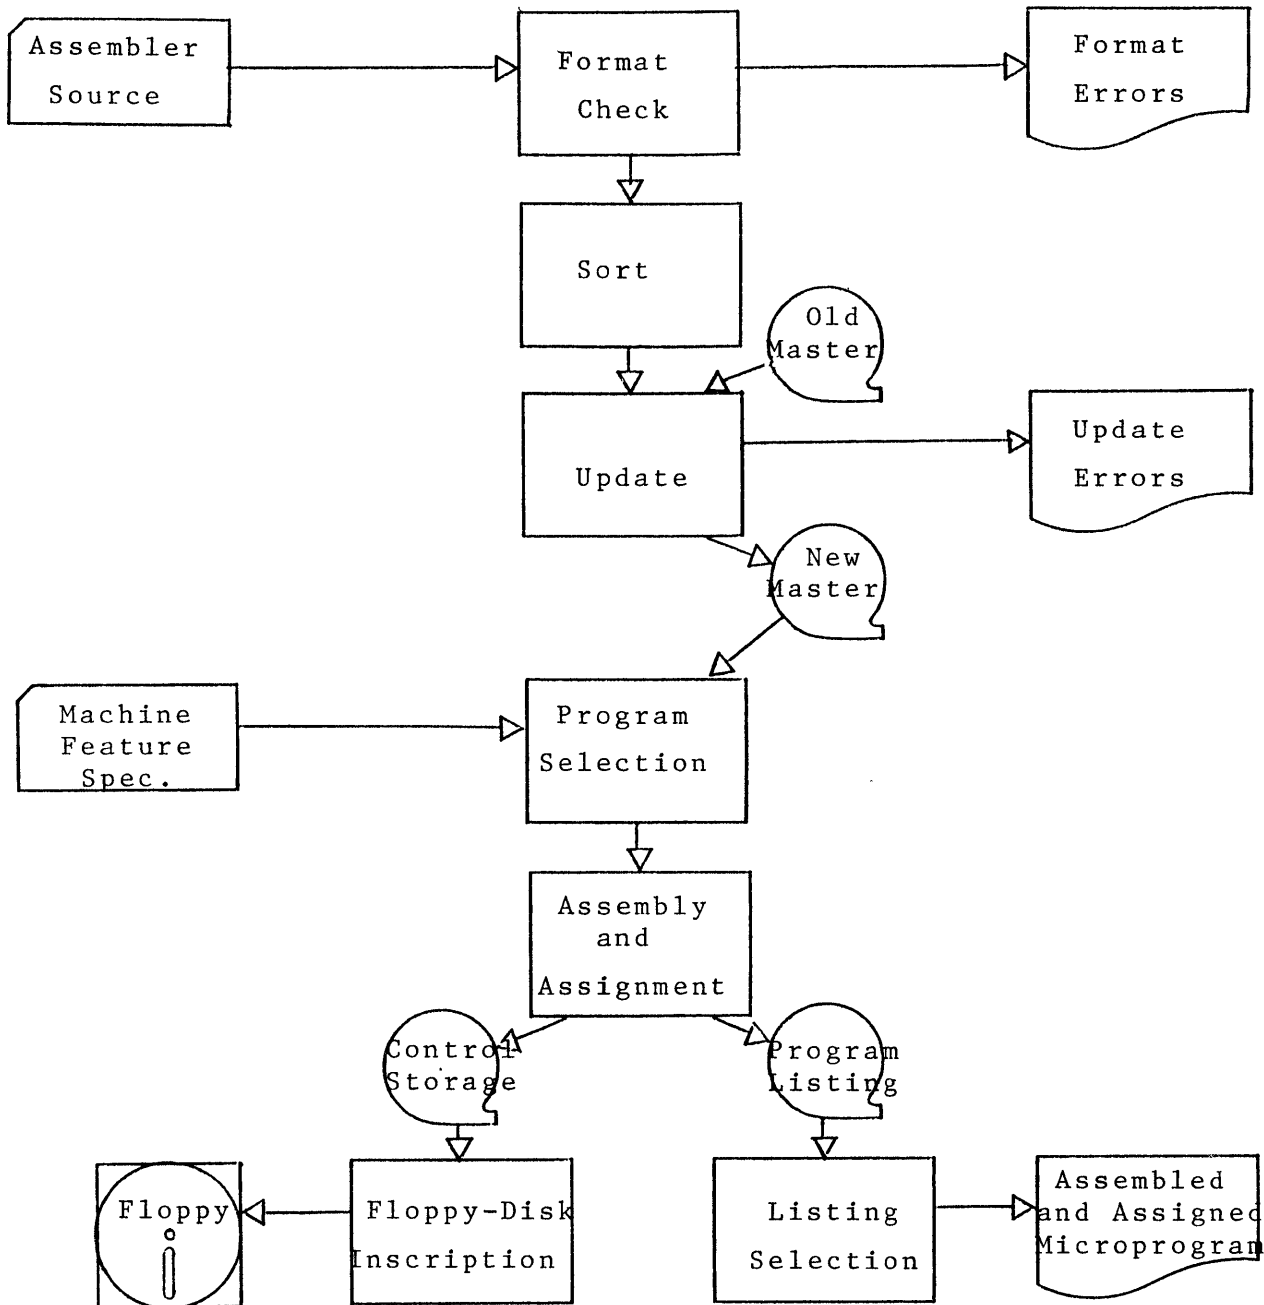 Assembler
Source
Format
Check
Format
Errors
Sort
Old
Master
Update
Update
Errors
New
Master
Machine
Feature
Spec.
Program
Selection
Assembly
and
Assignment
Control
Storage
Program
Listing
Floppy
Floppy-Disk
Inscription
Listing
Selection
Assembled
and Assigned
Microprogram